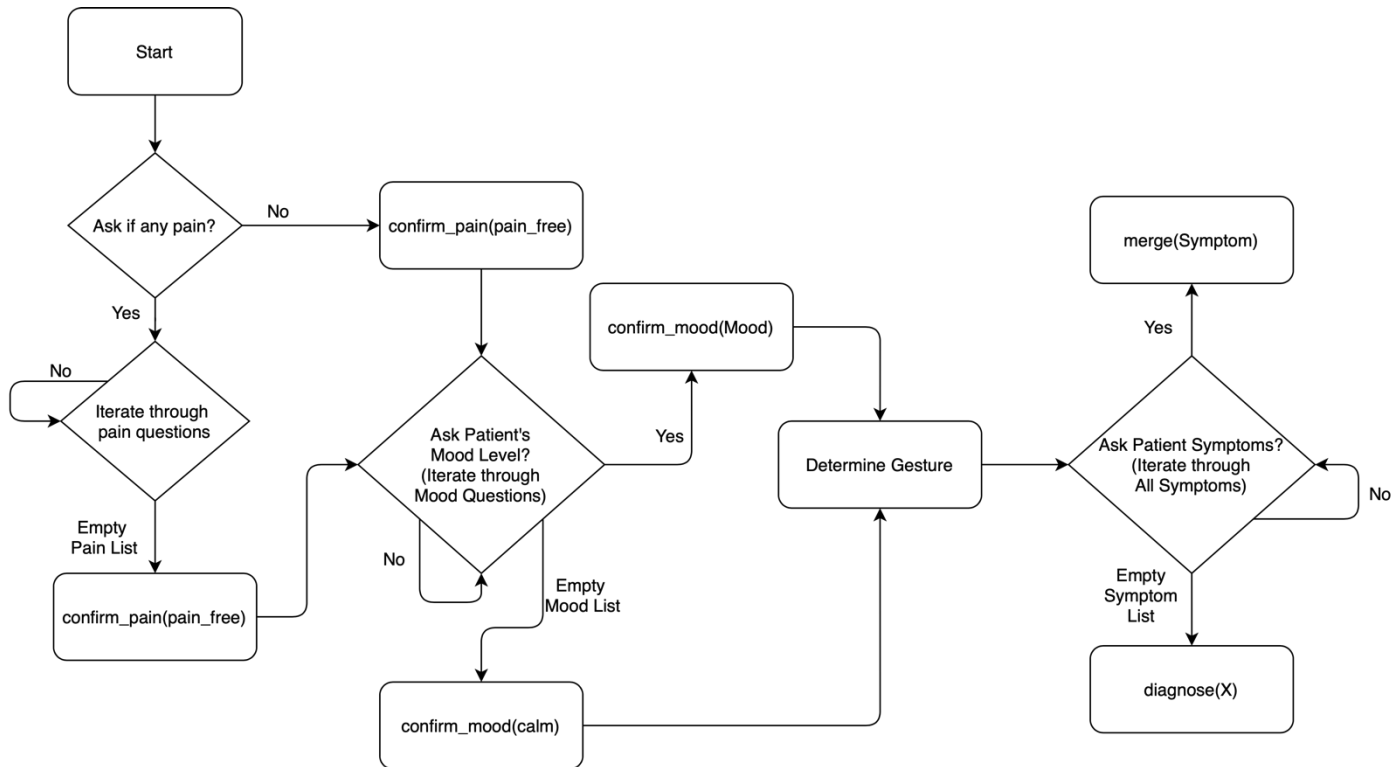 Start
Ask if any pain?
No
confirm_pain(pain_free)
Yes
No
Iterate through
pain questions
Empty
Pain List
confirm_pain(pain_free)
Ask Patient's
Mood Level?
(Iterate through
Mood Questions)
No
Empty
Mood List
confirm_mood(calm)
Yes
confirm_mood(Mood)
Determine Gesture
Ask Patient Symptoms?
(Iterate through
All Symptoms)
No
Yes
merge(Symptom)
Empty
Symptom
List
diagnose(X)